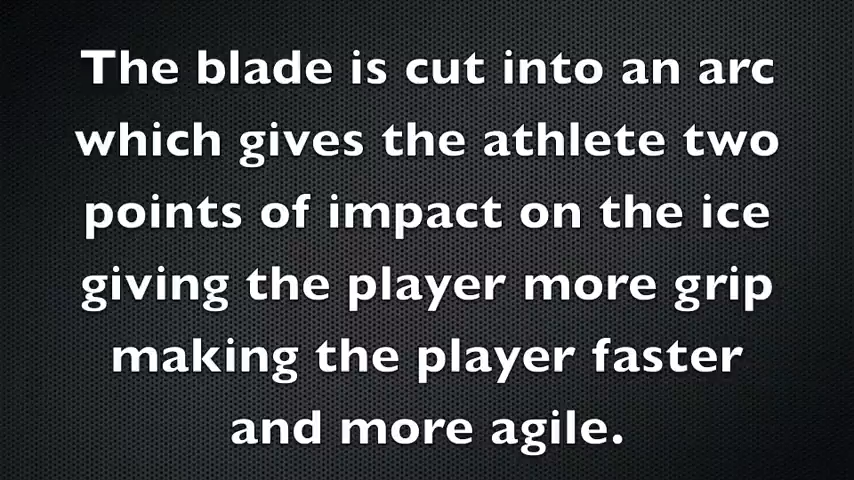 The blade is cut into an arc
which gives the athlete two
points of impact on the ice
giving the player more grip
making the player faster
and more agile.